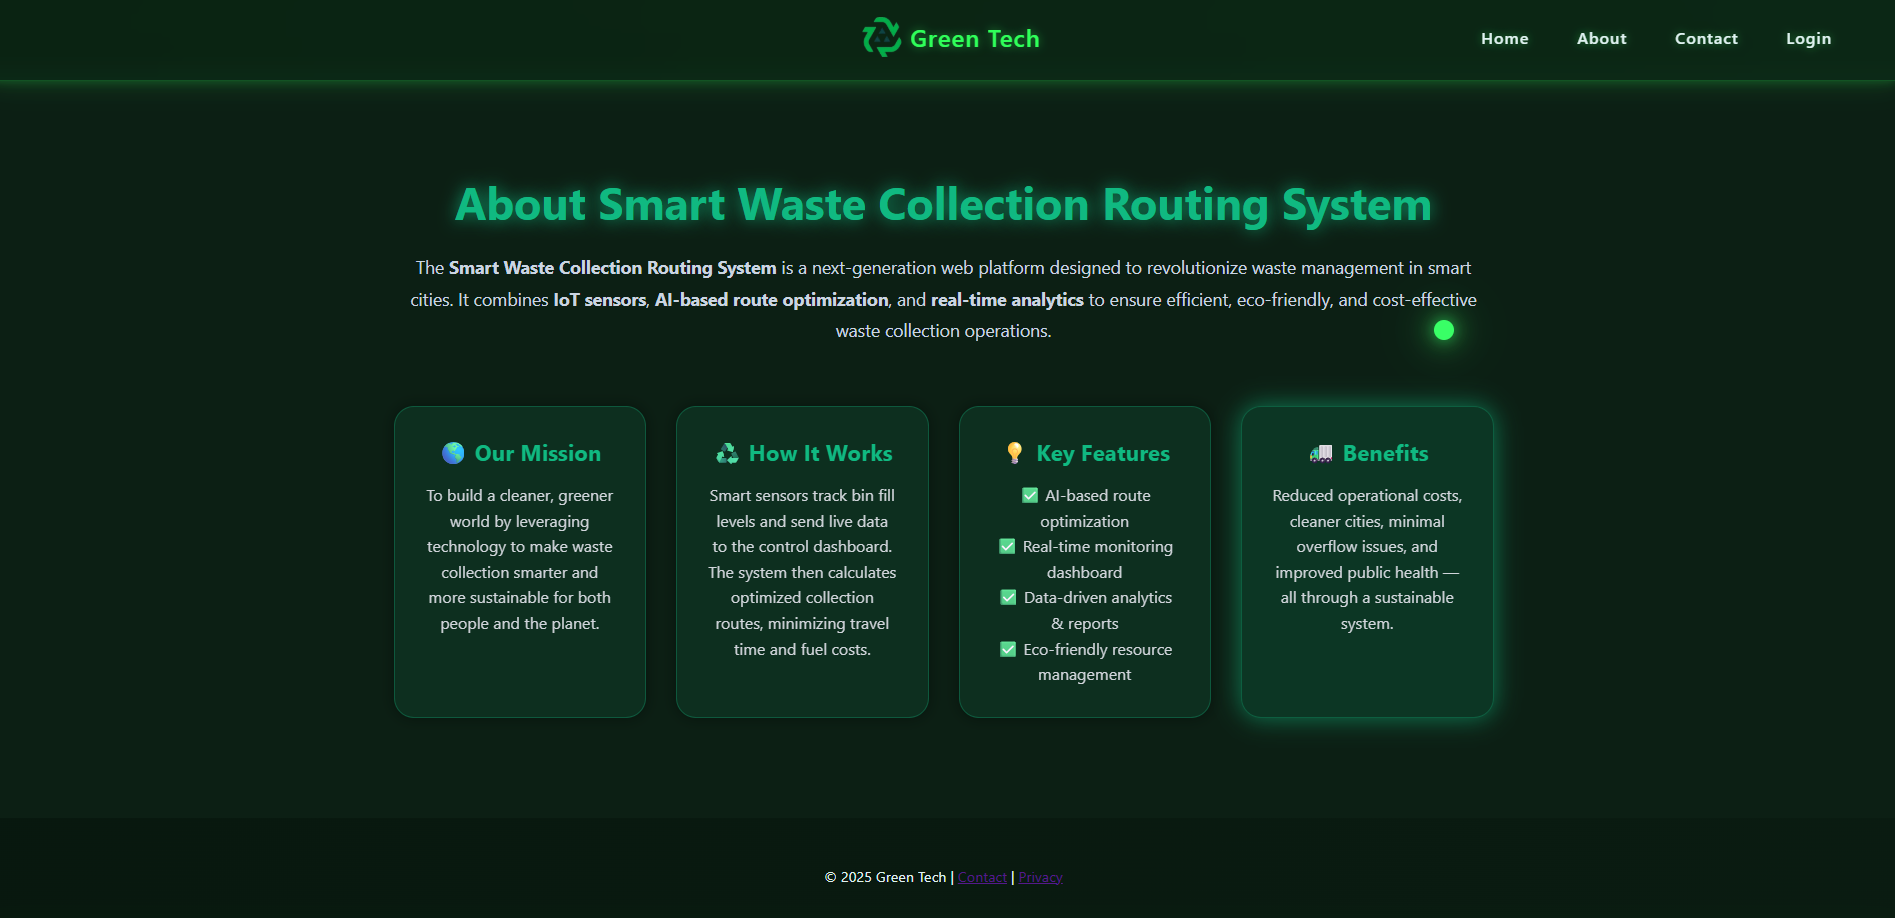 Green Tech
Home About Contact Login
About Smart Waste Collection Routing System
The Smart Waste Collection Routing System is a next-generation web platform designed to revolutionize waste management in smart
cities. It combines IoT sensors, AI-based route optimization, and real-time analytics to ensure efficient, eco-friendly, and cost-effective
waste collection operations.
🌎 Our Mission
To build a cleaner, greener
world by leveraging
technology to make waste
collection smarter and
more sustainable for both
people and the planet.
♻️ How It Works
Smart sensors track bin fill
levels and send live data
to the control dashboard.
The system then calculates
optimized collection
routes, minimizing travel
time and fuel costs.
💡 Key Features
✅ AI-based route
optimization
✅ Real-time monitoring
dashboard
✅ Data-driven analytics
& reports
✅ Eco-friendly resource
management
🚛 Benefits
Reduced operational costs,
cleaner cities, minimal
overflow issues, and
improved public health —
all through a sustainable
system.
© 2025 Green Tech | Contact | Privacy